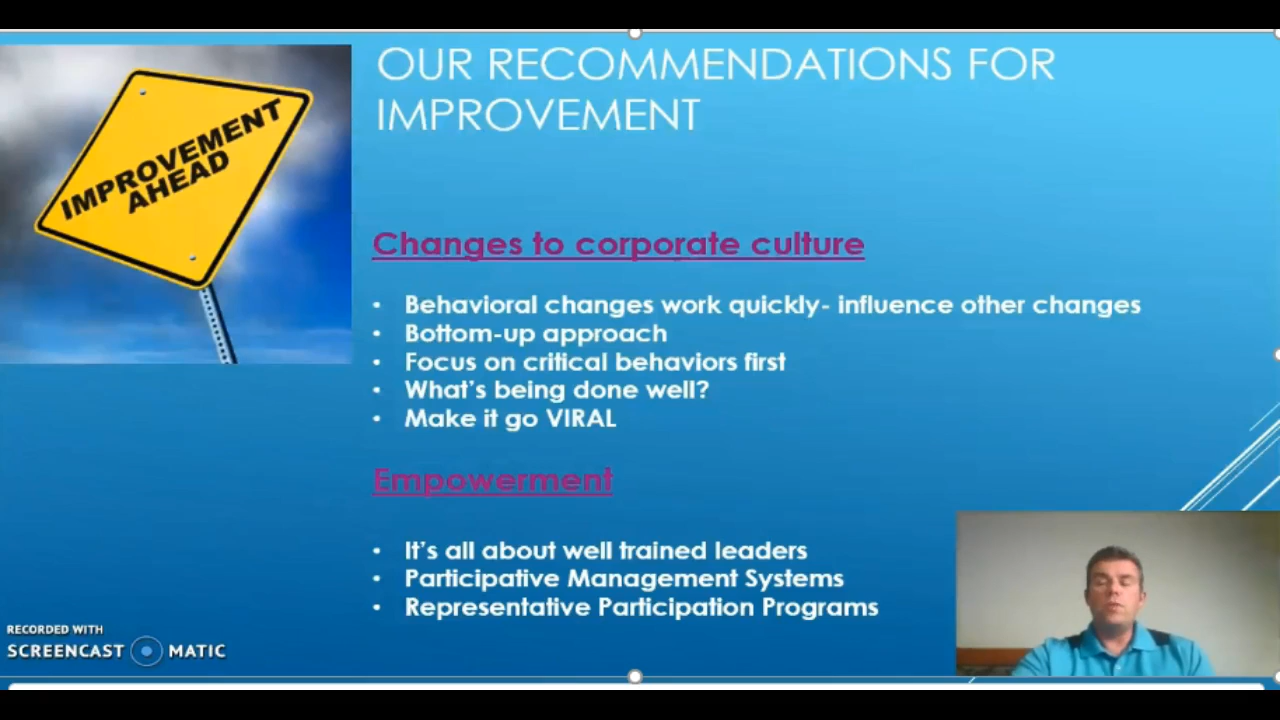 OUR RECOMMENDATIONS FOR
IMPROVEMENT
IMPROVEMENT
AHEAD
Changes to corporate culture
• Behavioral changes work quickly- influence other changes
• Bottom-up approach
• Focus on critical behaviors first
• What's being done well?
• Make it go VIRAL
Empowerment
• It's all about well trained leaders
• Participative Management Systems
• Representative Participation Programs
RECORDED WITH
SCREENCAST MATIC